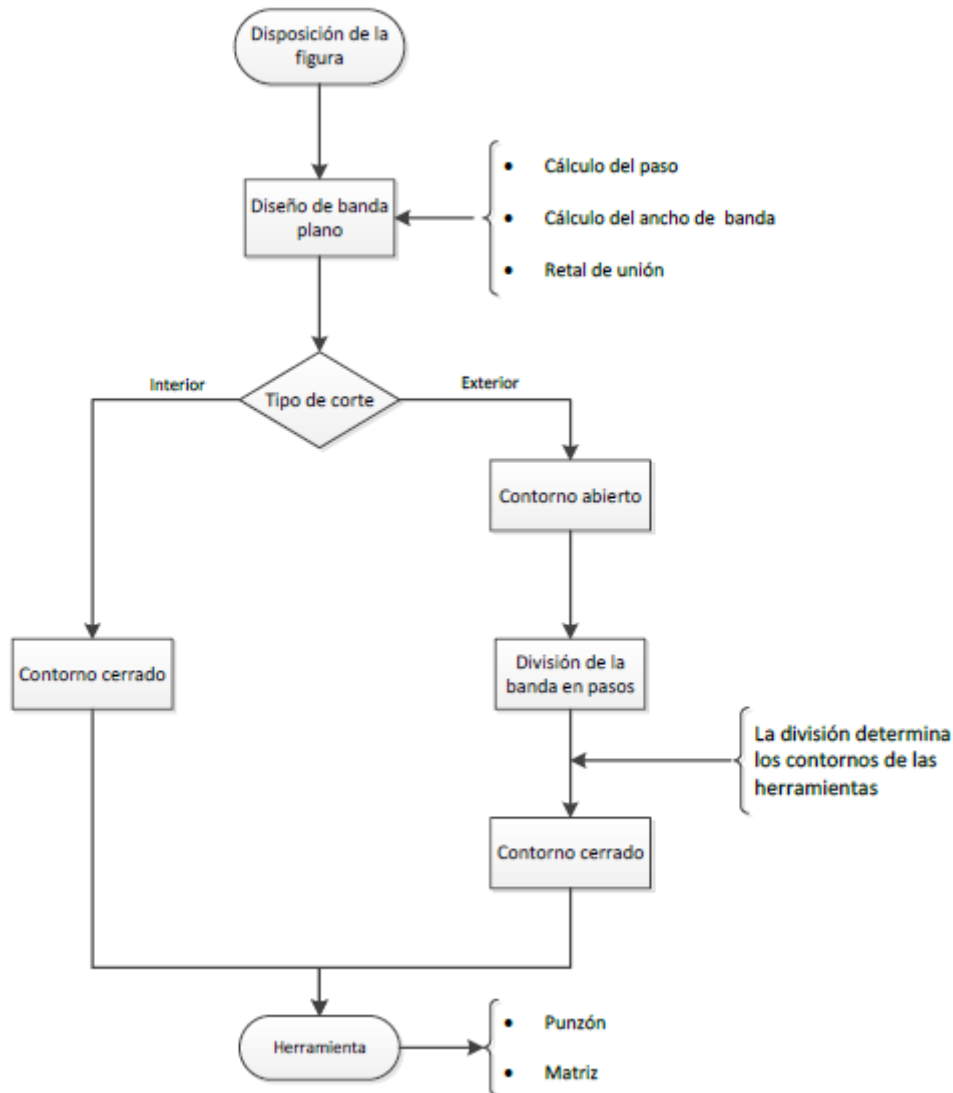 Disposición de la
figura
Diseño de banda
plano
• Cálculo del paso
• Cálculo del ancho de banda
• Retal de unión
Interior
Tipo de corte
Exterior
Contorno abierto
Contorno cerrado
División de la
banda en pasos
La división determina
los contornos de las
herramientas
Contorno cerrado
Herramienta
• Punzón
• Matriz